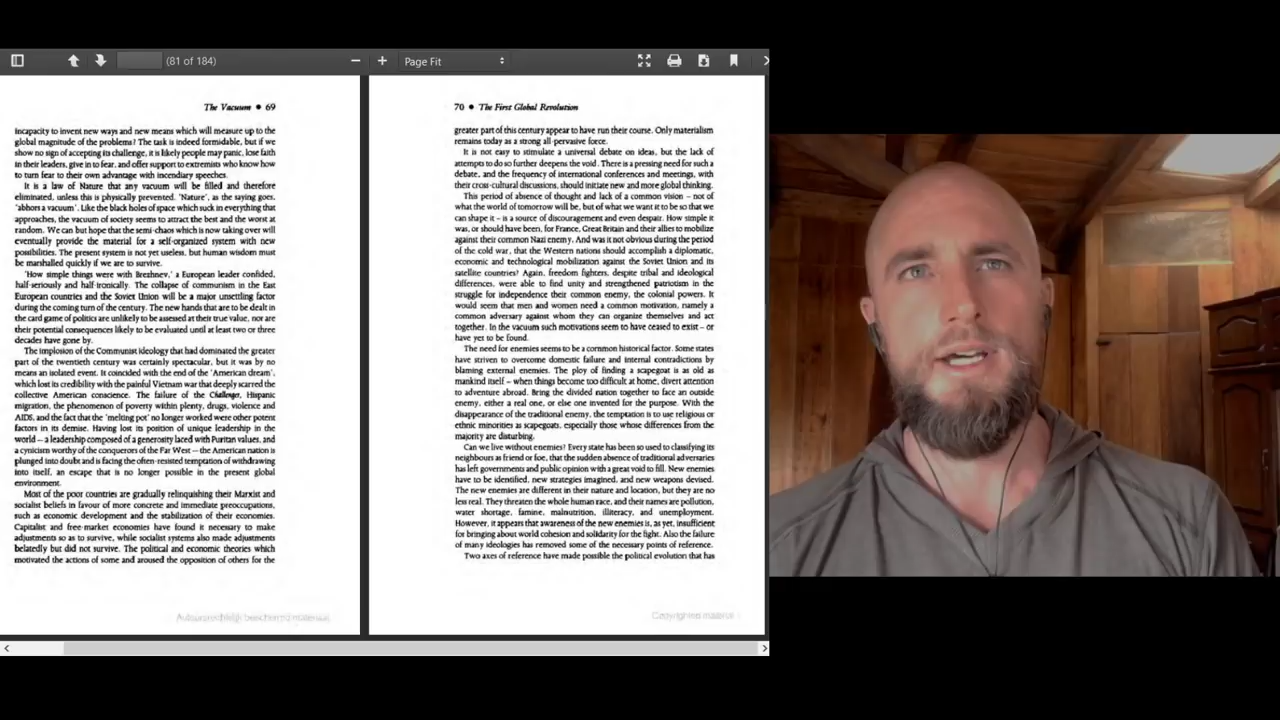 (81 of 184)
Page Fit
The Vacuum • 69
incapacity to invent new ways and new means which will measure up to the
global magnitude of the problems? The task is indeed formidable, but if we
show no sign of accepting its challenge, it is likely people may panic, lose faith
in their leaders, give in to fear, and offer support to extremists who know how
to turn fear to their own advantage with incendiary speeches.
It is a law of Nature that any vacuum will be filled and therefore
eliminated, unless this is physically prevented. 'Nature', as the saying goes,
'abhors a vacuum'. Like the black holes of space which suck in everything that
approaches, the vacuum of society seems to attract the best and the worst at
random. We can but hope that the semi-chaos which is now taking over will
eventually provide the material for a self-organized system with new
possibilities. The present system is not yet useless, but human wisdom must
be marshalled quickly if we are to survive.
'How simple things were with Brezhnev,' a European leader confided,
half-seriously and half-ironically. The collapse of communism in the East
European countries and the Soviet Union will be a major unsettling factor
during the coming turn of the century. The new hands that are to be dealt in
the card game of politics are unlikely to be assessed at their true value, nor are
their potential consequences likely to be evaluated until at least two or three
decades have gone by.
The implosion of the Communist ideology that had dominated the greater
part of the twentieth century was certainly spectacular, but it was by no
means an isolated event. It coincided with the end of the 'American dream',
which lost its credibility with the painful Vietnam war that deeply scarred the
collective American conscience. The failure of the Challenger, Hispanic
migration, the phenomenon of poverty within plenty, drugs, violence and
AIDS, and the fact that the 'melting pot' no longer worked were other potent
factors in its demise. Having lost its position of unique leadership in the
world – a leadership composed of a generosity laced with Puritan values, and
a cynicism worthy of the conquerors of the Far West – the American nation is
plunged into doubt and is facing the often-resisted temptation of withdrawing
into itself, an escape that is no longer possible in the present global
environment.
Most of the poor countries are gradually relinquishing their Marxist and
socialist beliefs in favour of more concrete and immediate preoccupations,
such as economic development and the stabilization of their economies.
Capitalist and free-market economies have found it necessary to make
adjustments so as to survive, while socialist systems also made adjustments
belatedly but did not survive. The political and economic theories which
motivated the actions of some and aroused the opposition of others for the
70 • The First Global Revolution
greater part of this century appear to have run their course. Only materialism
remains today as a strong all-pervasive force.
It is not easy to stimulate a universal debate on ideas, but the lack of
attempts to do so further deepens the void. There is a pressing need for such a
debate, and the frequency of international conferences and meetings, with
their cross-cultural discussions, should initiate new and more global thinking.
This period of absence of thought and lack of a common vision – not of
what the world of tomorrow will be, but of what we want it to be so that we
can shape it – is a source of discouragement and even despair. How simple it
was, or should have been, for France, Great Britain and their allies to mobilize
against their common Nazi enemy. And was it not obvious during the period
of the cold war, that the Western nations should accomplish a diplomatic,
economic and technological mobilization against the Soviet Union and its
satellite countries? Again, freedom fighters, despite tribal and ideological
differences, were able to find unity and strengthened patriotism in the
struggle for independence their common enemy, the colonial powers. It
would seem that men and women need a common motivation, namely a
common adversary against whom they can organize themselves and act
together. In the vacuum such motivations seem to have ceased to exist – or
have yet to be found.
The need for enemies seems to be a common historical factor. Some states
have striven to overcome domestic failure and internal contradictions by
blaming external enemies. The ploy of finding a scapegoat is as old as
mankind itself – when things become too difficult at home, divert attention
to adventure abroad. Bring the divided nation together to face an outside
enemy, either a real one, or else one invented for the purpose. With the
disappearance of the traditional enemy, the temptation is to use religious or
ethnic minorities as scapegoats, especially those whose differences from the
majority are disturbing.
Can we live without enemies? Every state has been so used to classifying its
neighbours as friend or foe, that the sudden absence of traditional adversaries
has left governments and public opinion with a great void to fill. New enemies
have to be identified, new strategies imagined, and new weapons devised.
The new enemies are different in their nature and location, but they are no
less real. They threaten the whole human race, and their names are pollution,
water shortage, famine, malnutrition, illiteracy, and unemployment.
However, it appears that awareness of the new enemies is, as yet, insufficient
for bringing about world cohesion and solidarity for the fight. Also the failure
of many ideologies has removed some of the necessary points of reference.
Two axes of reference have made possible the political evolution that has
Copyrighted material